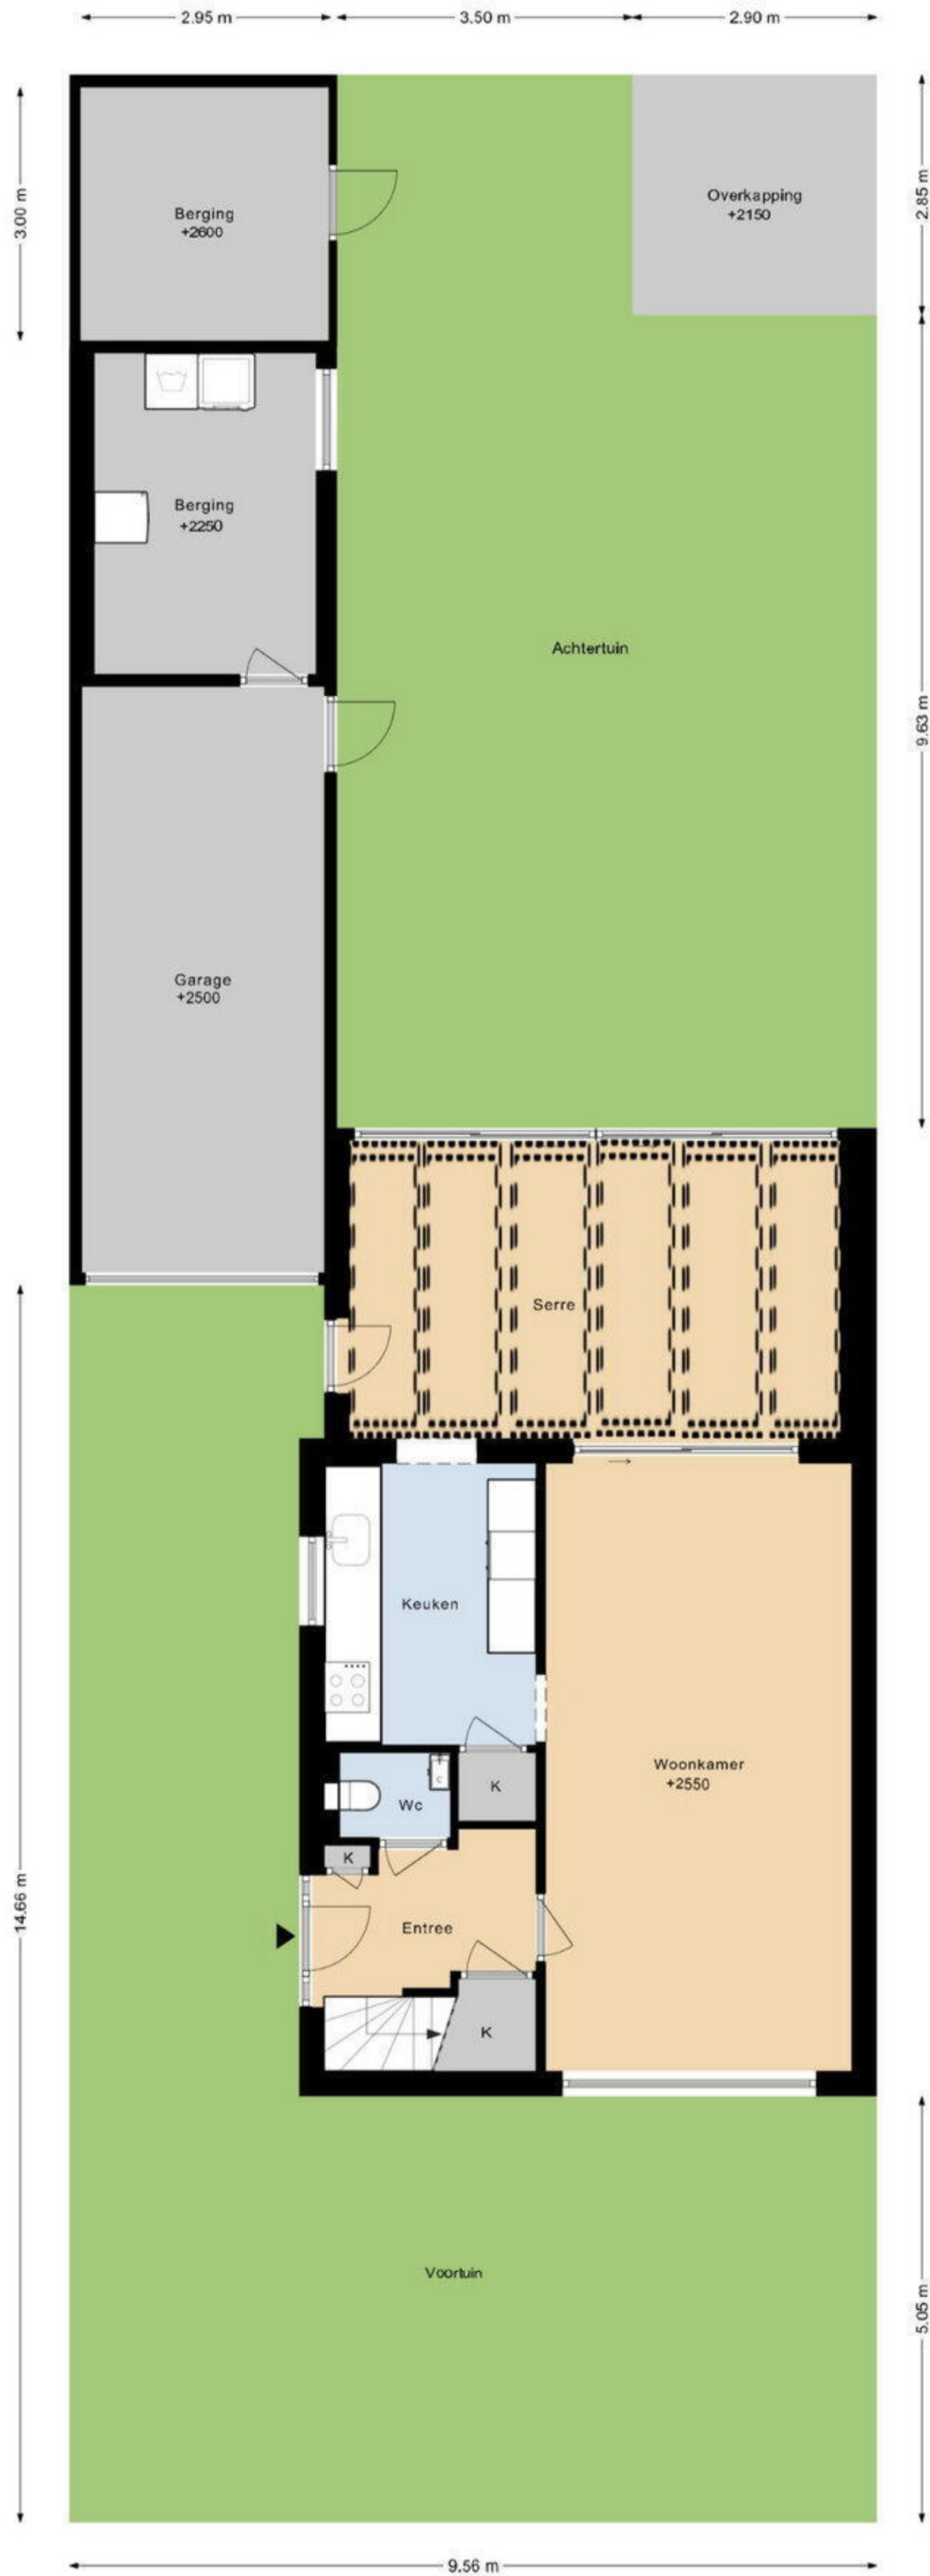 2.95 m
3.50 m
2.90 m
3.00 m
2.85 m
Berging
+2600
Overkapping
+2150
Berging
+2250
Achtertuin
9.63 m
Garage
+2500
Serre
Keuken
Woonkamer
+2550
K
Wc
K
Entree
K
14.66 m
Voortuin
5.05 m
9.56 m